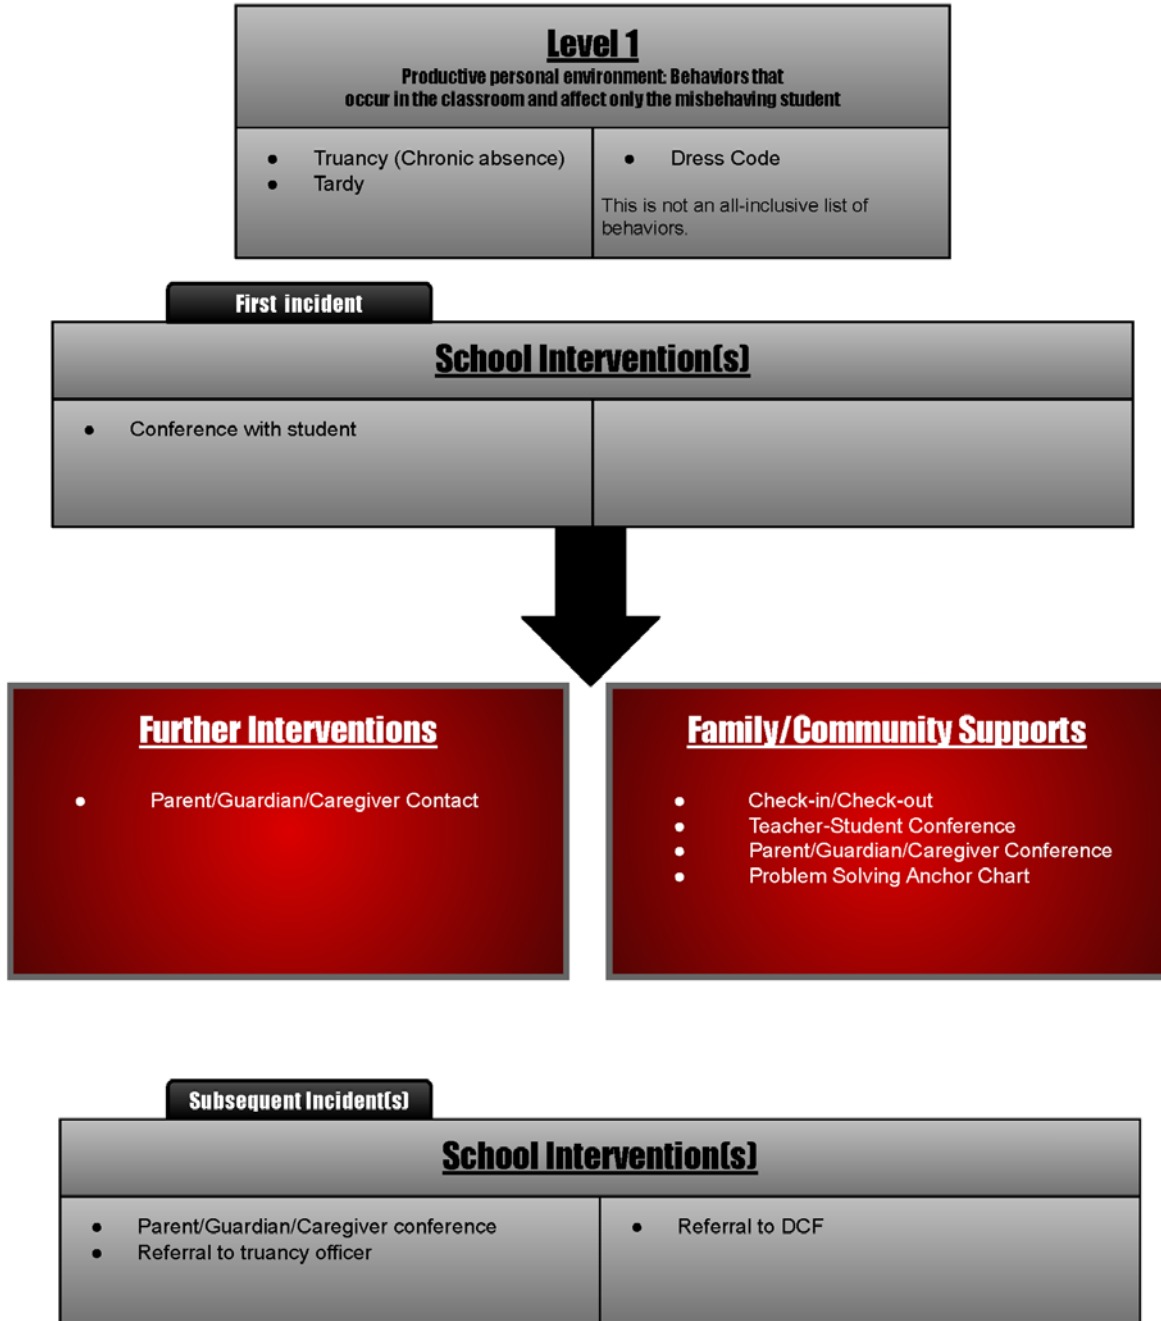 Level 1
Productive personal environment: Behaviors that
occur in the classroom and affect only the misbehaving student
● Truancy (Chronic absence)
● Tardy
● Dress Code
This is not an all-inclusive list of
behaviors.
First incident
School Intervention(s)
● Conference with student
Further Interventions
● Parent/Guardian/Caregiver Contact
Family/Community Supports
● Check-in/Check-out
● Teacher-Student Conference
● Parent/Guardian/Caregiver Conference
● Problem Solving Anchor Chart
Subsequent Incident(s)
School Intervention(s)
● Parent/Guardian/Caregiver conference
● Referral to truancy officer
● Referral to DCF